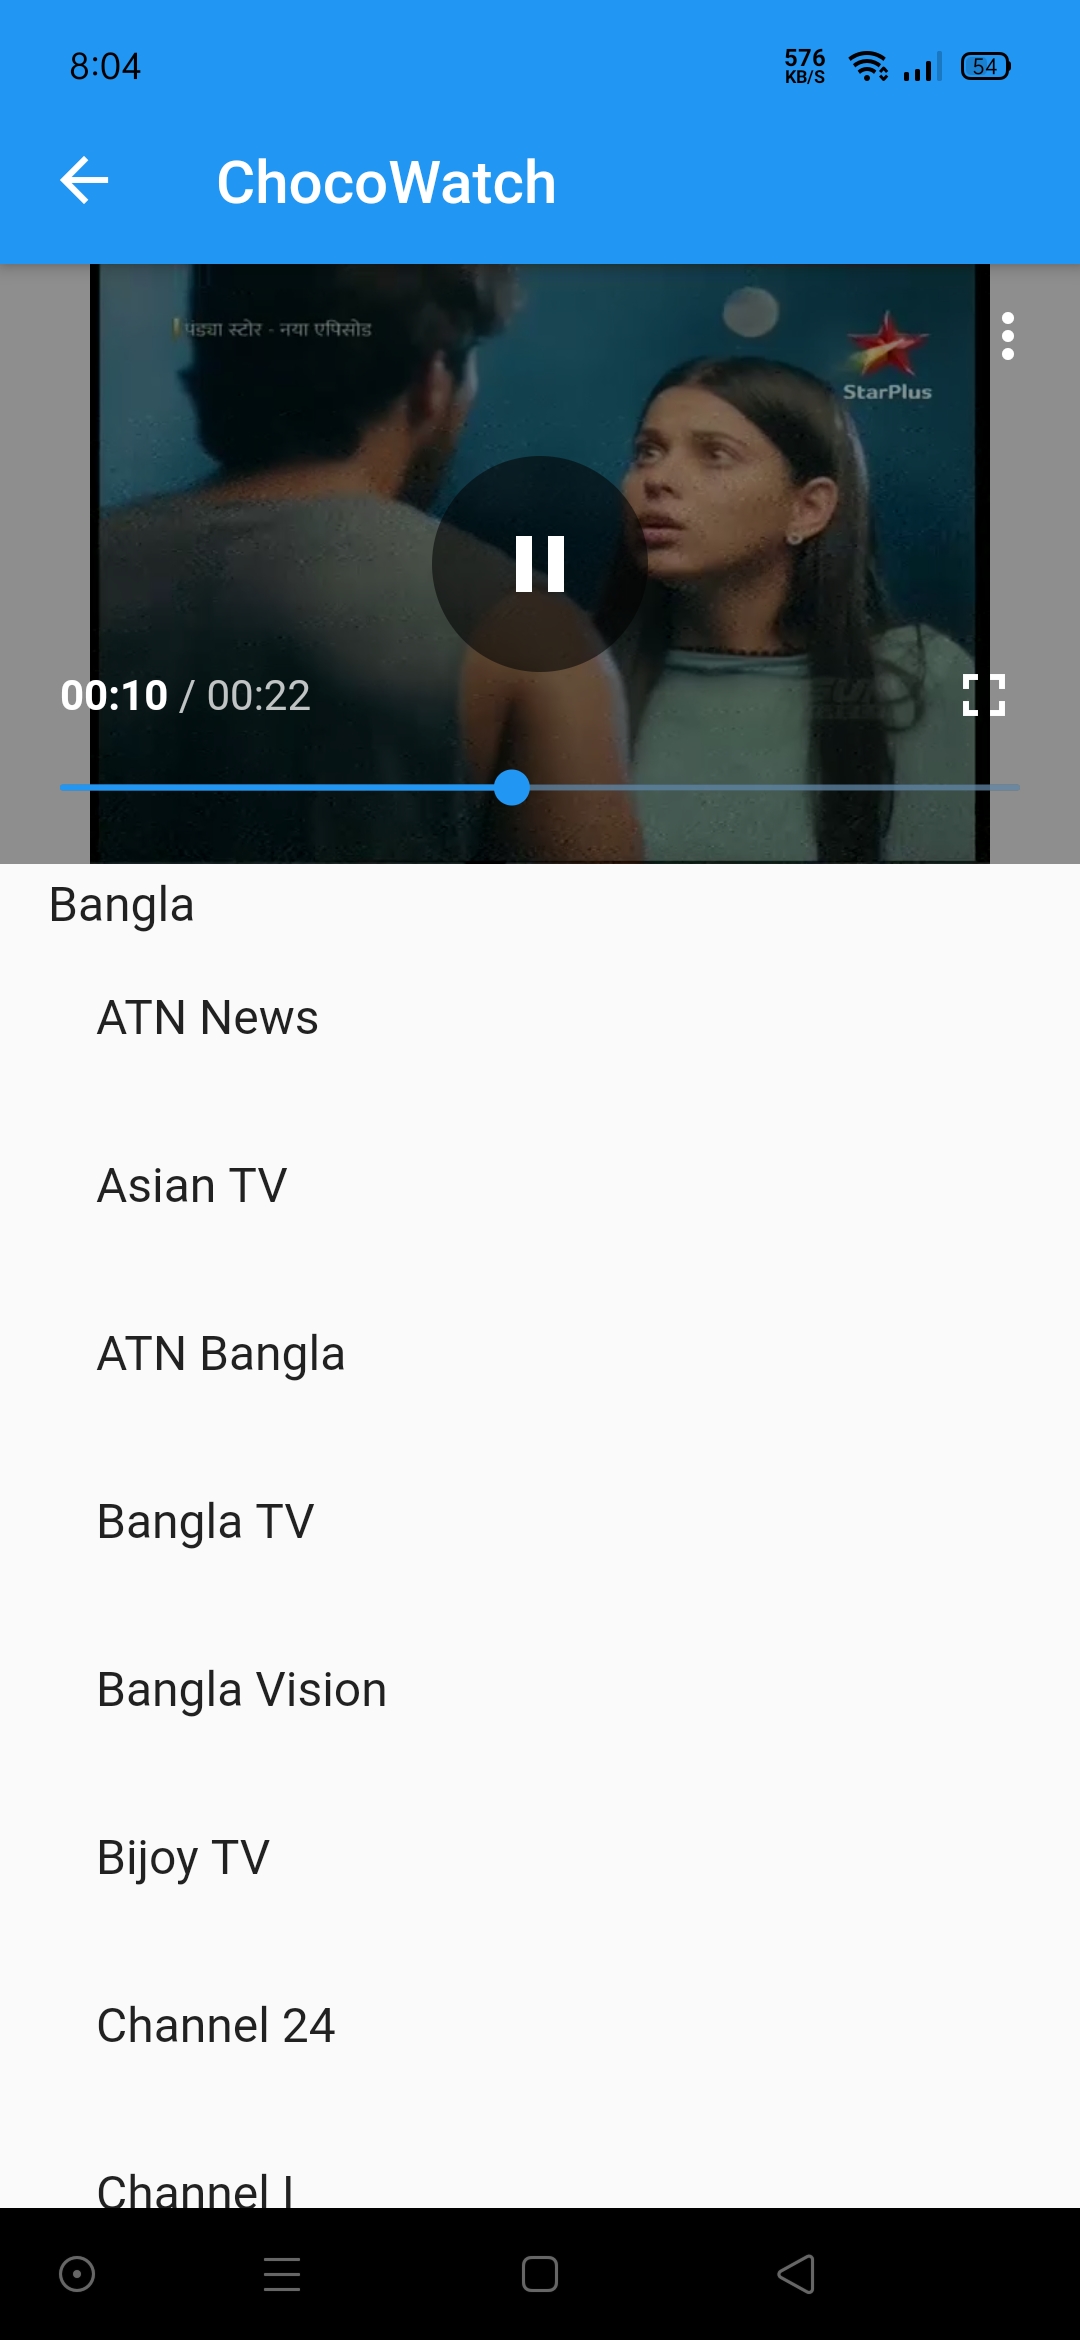 8:04
576
KB/S
54
ChocoWatch
पंड्या स्टोर - नया एपिसोड
StarPlus
00:10 / 00:22
Bangla
ATN News
Asian TV
ATN Bangla
Bangla TV
Bangla Vision
Bijoy TV
Channel 24
Channel I